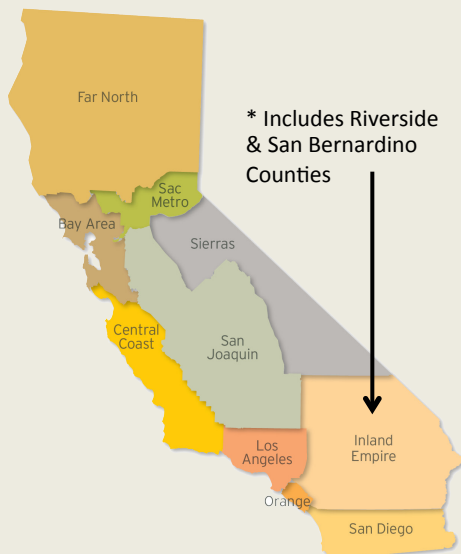 Far North
* Includes Riverside
& San Bernardino
Counties
Sac
Metro
Bay Area
Sierras
Central
Coast
San
Joaquin
Los
Angeles
Inland
Empire
Orange
San Diego